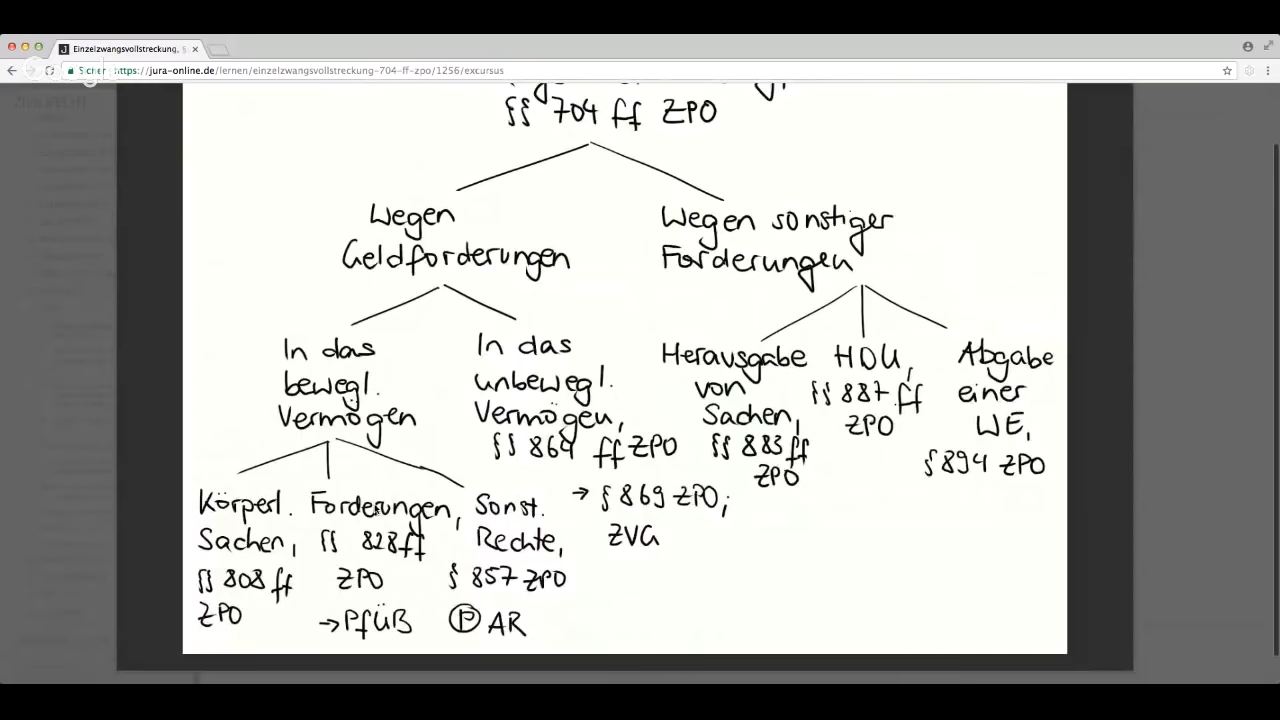 Einzelzwangsvollstreckung, §
Sicher https://jura-online.de/lernen/einzelzwangsvollstreckung-704-ff-zpo/1256/excursus
§§ 704 ff ZPO
Wegen
Geldforderungen
Wegen sonstiger
Forderungen
In das
bewegl.
Vermögen
In das
unbewegl.
Vermögen,
§§ 864 ff ZPO
→ § 869 ZPO;
ZVG
Herausgabe
von
Sachen,
§§ 883 ff
ZPO
HDU,
§§ 887 ff
ZPO
Abgabe
einer
WE,
§ 894 ZPO
Körperl.
Sachen,
§§ 808 ff
ZPO
Forderungen,
§§ 828 ff
ZPO
→ PfÜB
Sonst.
Rechte,
§ 857 ZPO
Ⓟ AR